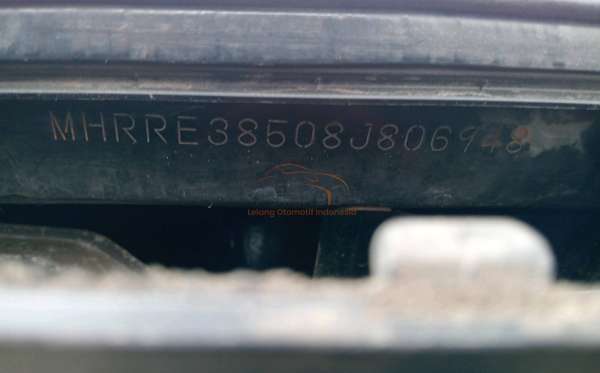 MHRRE38508J806948
Lelang Otomotif Indonesia